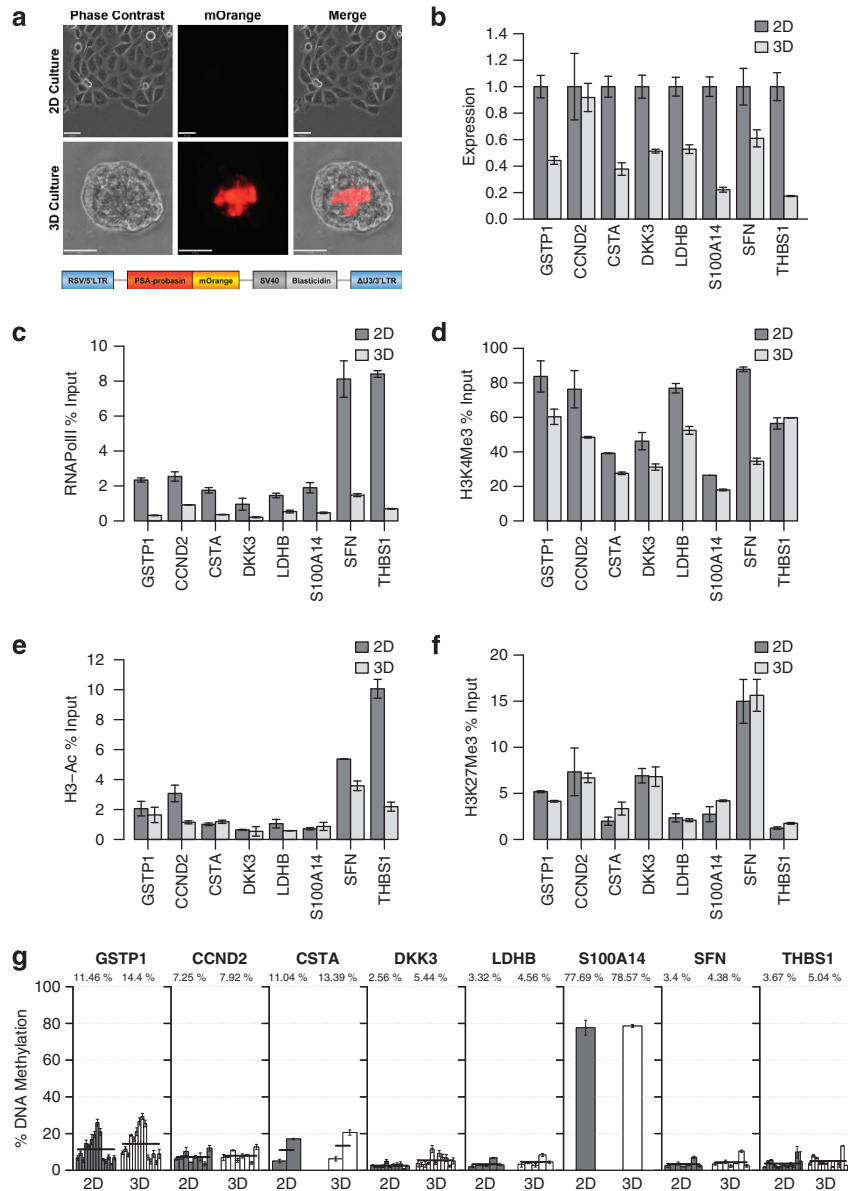 a
Phase Contrast mOrange Merge
2D Culture
3D Culture
RSV/5'LTR PSA-probasin mOrange SV40 Blasticidin ΔU3/3'LTR
b
2D
3D
Expression
1.4
1.2
1.0
0.8
0.6
0.4
0.2
0.0
GSTP1 CCND2 CSTA DKK3 LDHB S100A14 SFN THBS1
c
2D
3D
RNAPolII % Input
10
8
6
4
2
0
GSTP1 CCND2 CSTA DKK3 LDHB S100A14 SFN THBS1
d
2D
3D
H3K4Me3 % Input
100
80
60
40
20
0
GSTP1 CCND2 CSTA DKK3 LDHB S100A14 SFN THBS1
e
2D
3D
H3−Ac % Input
12
10
8
6
4
2
0
GSTP1 CCND2 CSTA DKK3 LDHB S100A14 SFN THBS1
f
2D
3D
H3K27Me3 % Input
20
15
10
5
0
GSTP1 CCND2 CSTA DKK3 LDHB S100A14 SFN THBS1
g
GSTP1 CCND2 CSTA DKK3 LDHB S100A14 SFN THBS1
11.46 % 14.4 % 7.25 % 7.92 % 11.04 % 13.39 % 2.56 % 5.44 % 3.32 % 4.56 % 77.69 % 78.57 % 3.4 % 4.38 % 3.67 % 5.04 %
% DNA Methylation
100
80
60
40
20
0
2D 3D 2D 3D 2D 3D 2D 3D 2D 3D 2D 3D 2D 3D 2D 3D